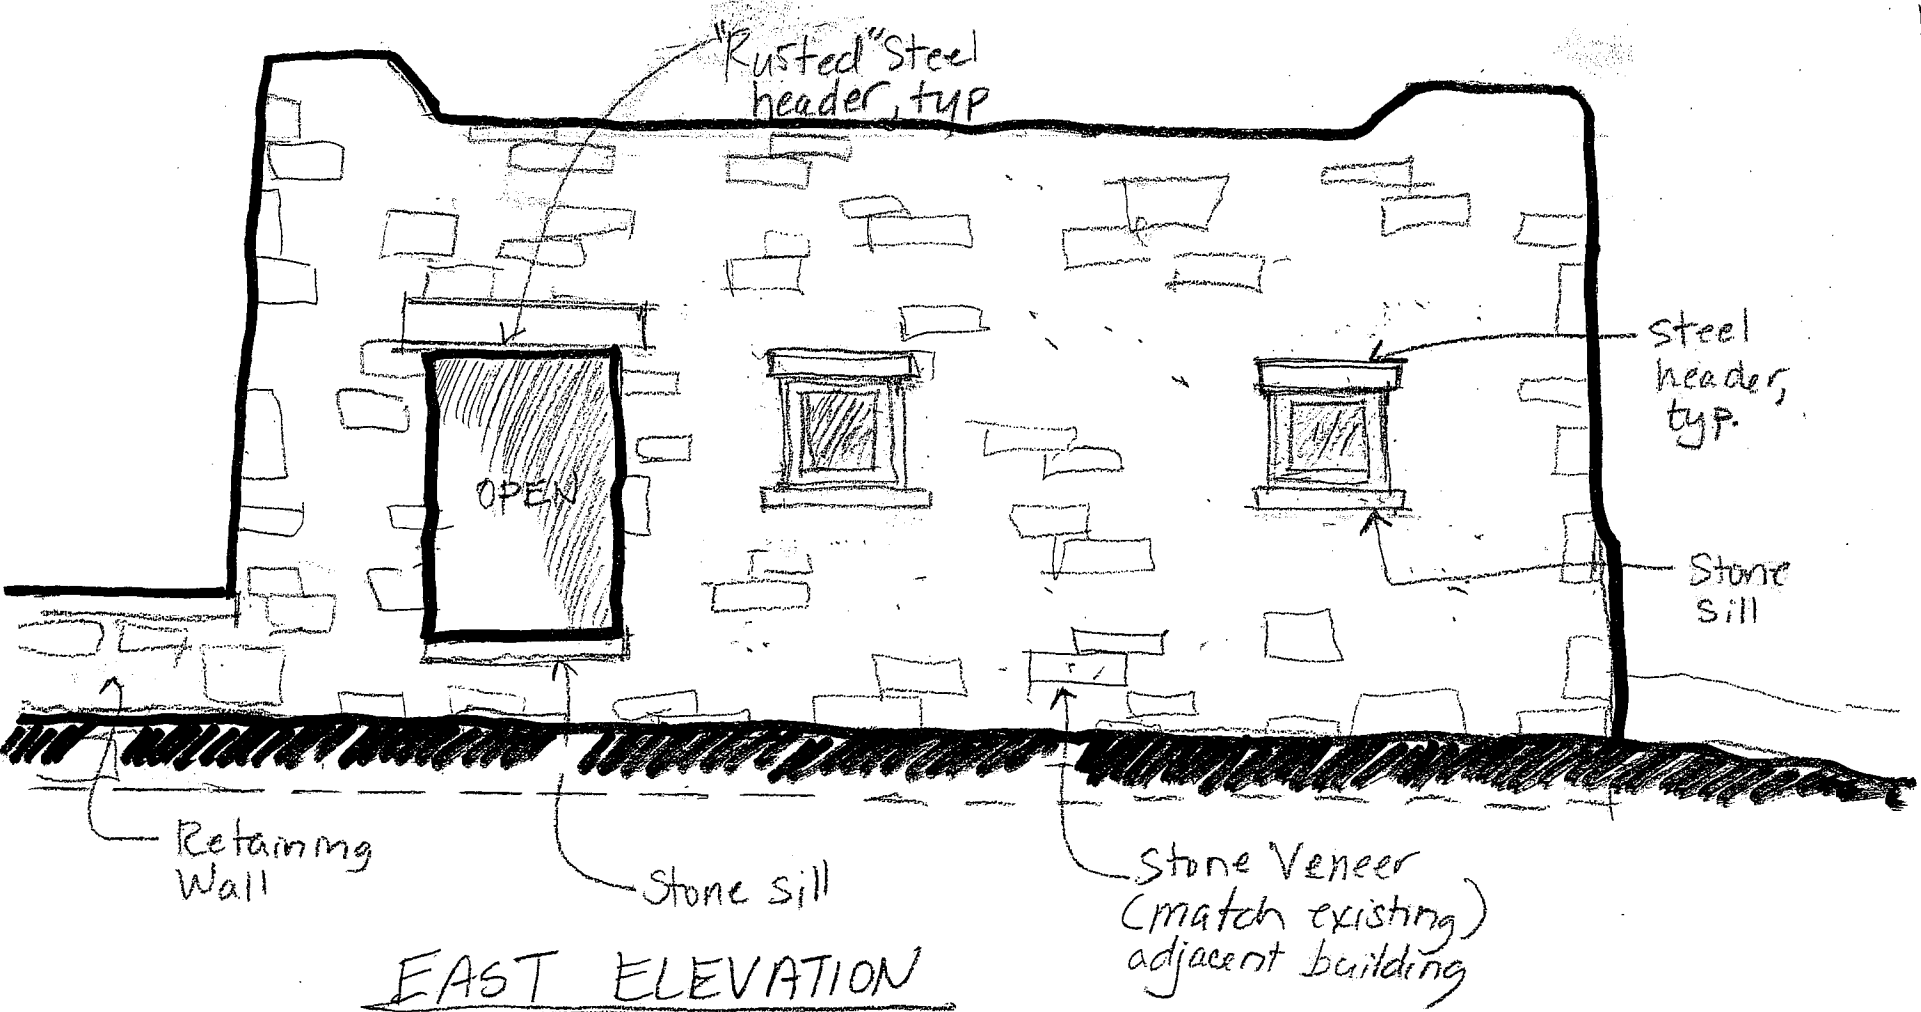 "Rusted" Steel
header, typ
Steel
header,
typ.
OPEN
Stone
Sill
Retaining
Wall
Stone Sill
Stone Veneer
(match existing)
adjacent building
EAST ELEVATION